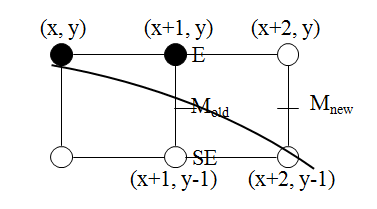 (x, y) (x+1, y) (x+2, y)
E
M_old M_new
SE
(x+1, y-1) (x+2, y-1)